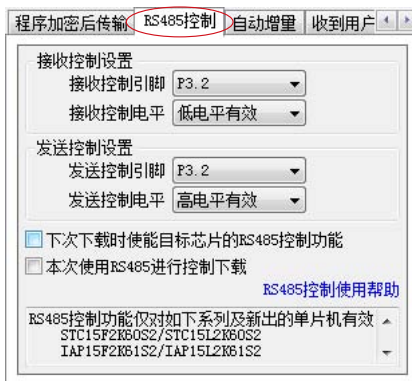 程序加密后传输 RS485控制 自动增量 收到用户
接收控制设置
接收控制引脚 P3.2
接收控制电平 低电平有效
发送控制设置
发送控制引脚 P3.2
发送控制电平 高电平有效
下次下载时使能目标芯片的RS485控制功能
本次使用RS485进行控制下载
RS485控制使用帮助
RS485控制功能仅对如下系列及新出的单片机有效
STC15F2K60S2/STC15L2K60S2
IAP15F2K61S2/IAP15L2K61S2